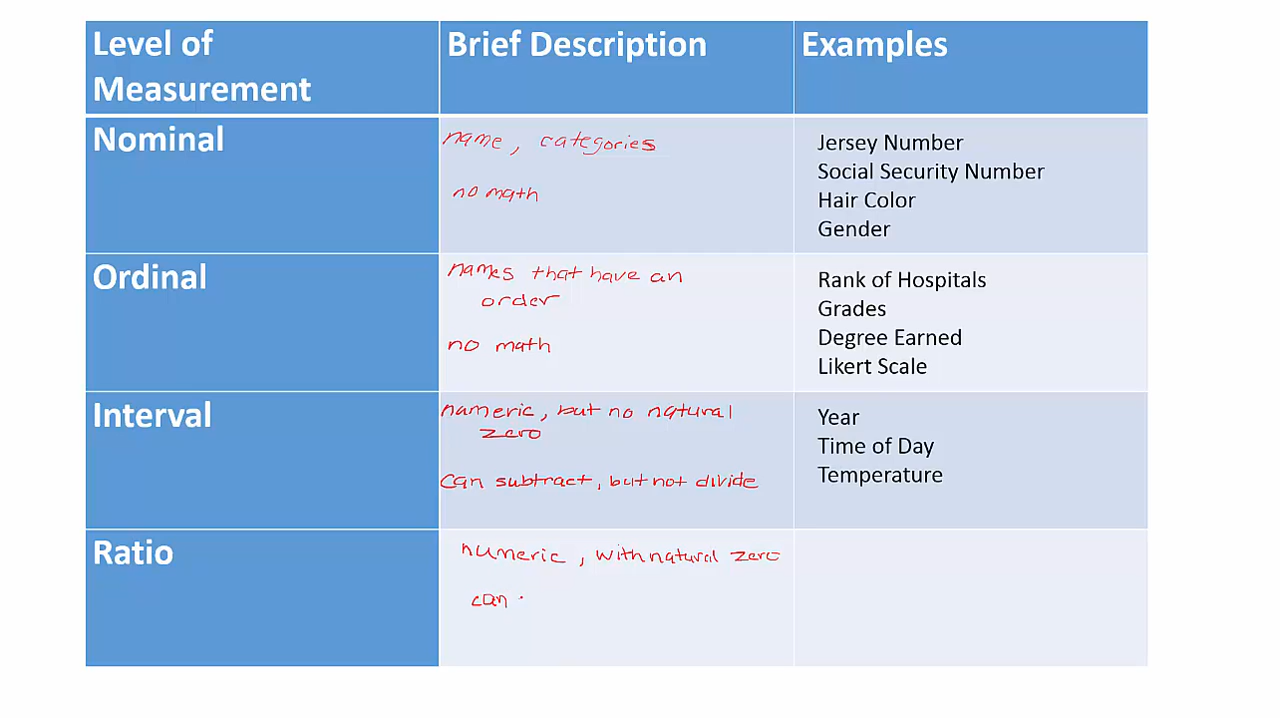 Level of Measurement
Brief Description
Examples
Nominal
name, categories
no math
Jersey Number
Social Security Number
Hair Color
Gender
Ordinal
names that have an
order
no math
Rank of Hospitals
Grades
Degree Earned
Likert Scale
Interval
numeric, but no natural
zero
can subtract, but not divide
Year
Time of Day
Temperature
Ratio
numeric, with natural zero
can